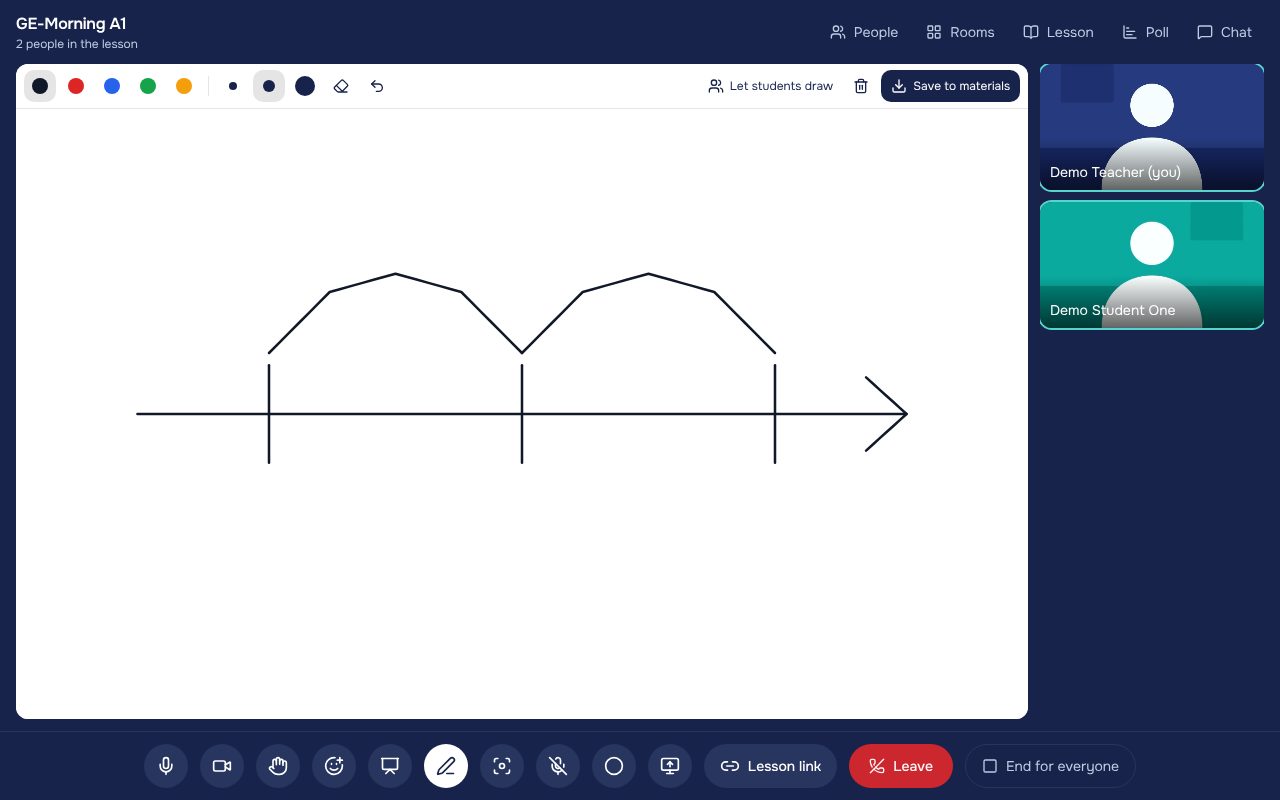 GE-Morning A1
2 people in the lesson
People
Rooms
Lesson
Poll
Chat
Let students draw
Save to materials
Demo Teacher (you)
Demo Student One
Lesson link
Leave
End for everyone